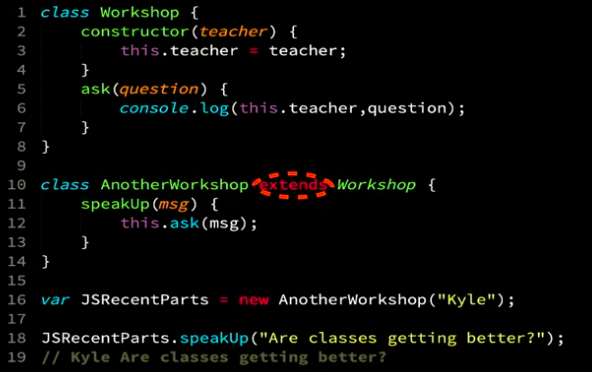 1 class Workshop {
2     constructor(teacher) {
3         this.teacher = teacher;
4     }
5     ask(question) {
6         console.log(this.teacher,question);
7     }
8 }
9
10 class AnotherWorkshop extends Workshop {
11     speakUp(msg) {
12         this.ask(msg);
13     }
14 }
15
16 var JSRecentParts = new AnotherWorkshop("Kyle");
17
18 JSRecentParts.speakUp("Are classes getting better?");
19 // Kyle Are classes getting better?